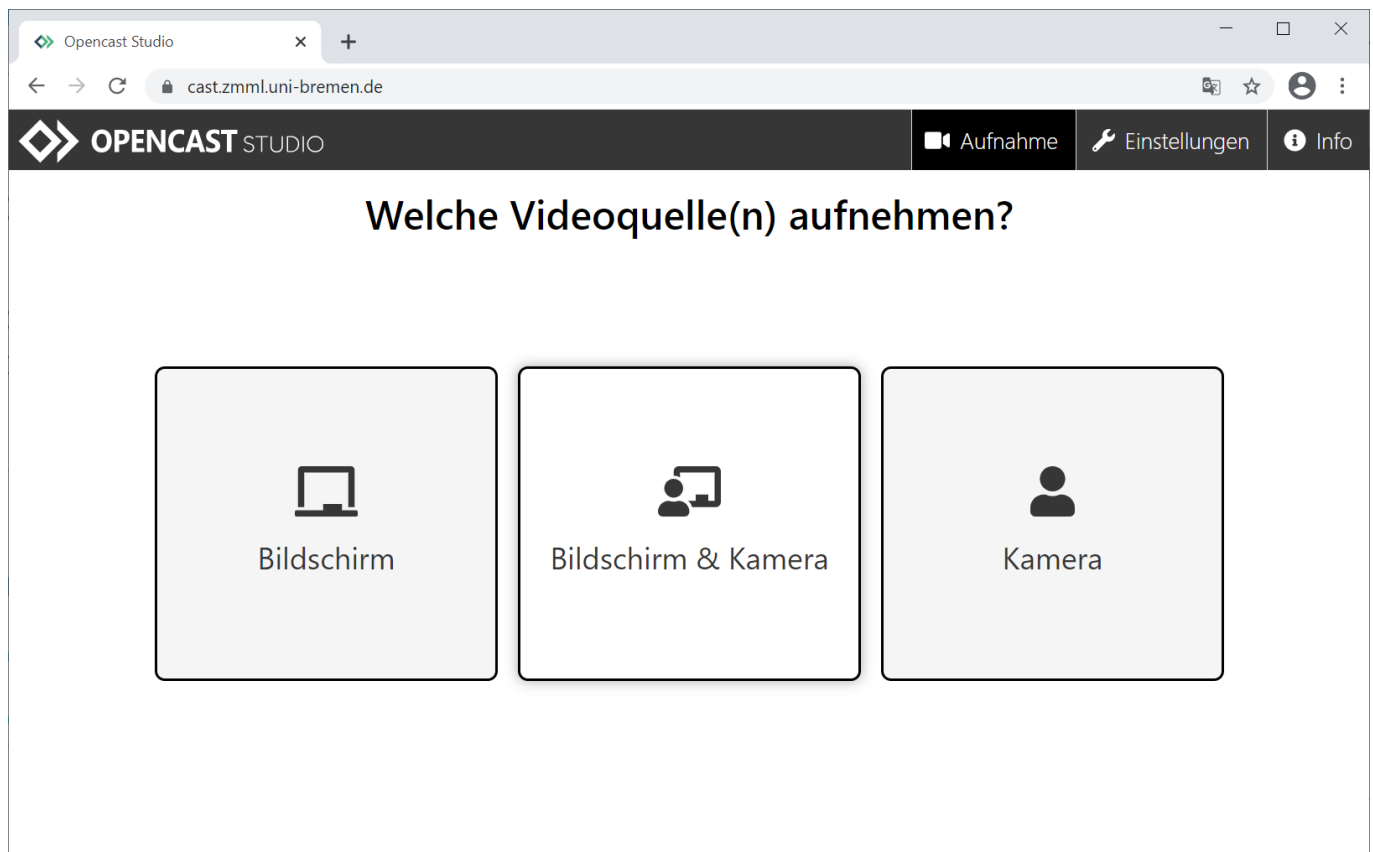 Opencast Studio
cast.zmml.uni-bremen.de
OPENCAST STUDIO
Aufnahme
Einstellungen
Info
Welche Videoquelle(n) aufnehmen?
Bildschirm
Bildschirm & Kamera
Kamera